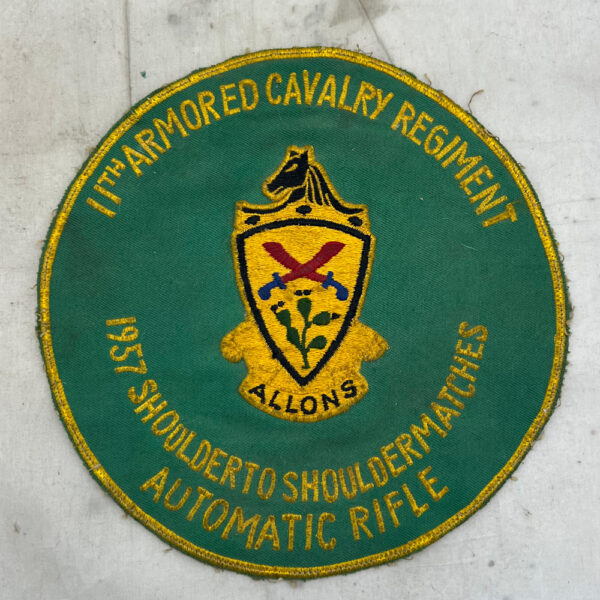 11TH ARMORED CAVALRY REGIMENT
ALLONS
1957 SHOULDERTO SHOULDERMATCHES
AUTOMATIC RIFLE